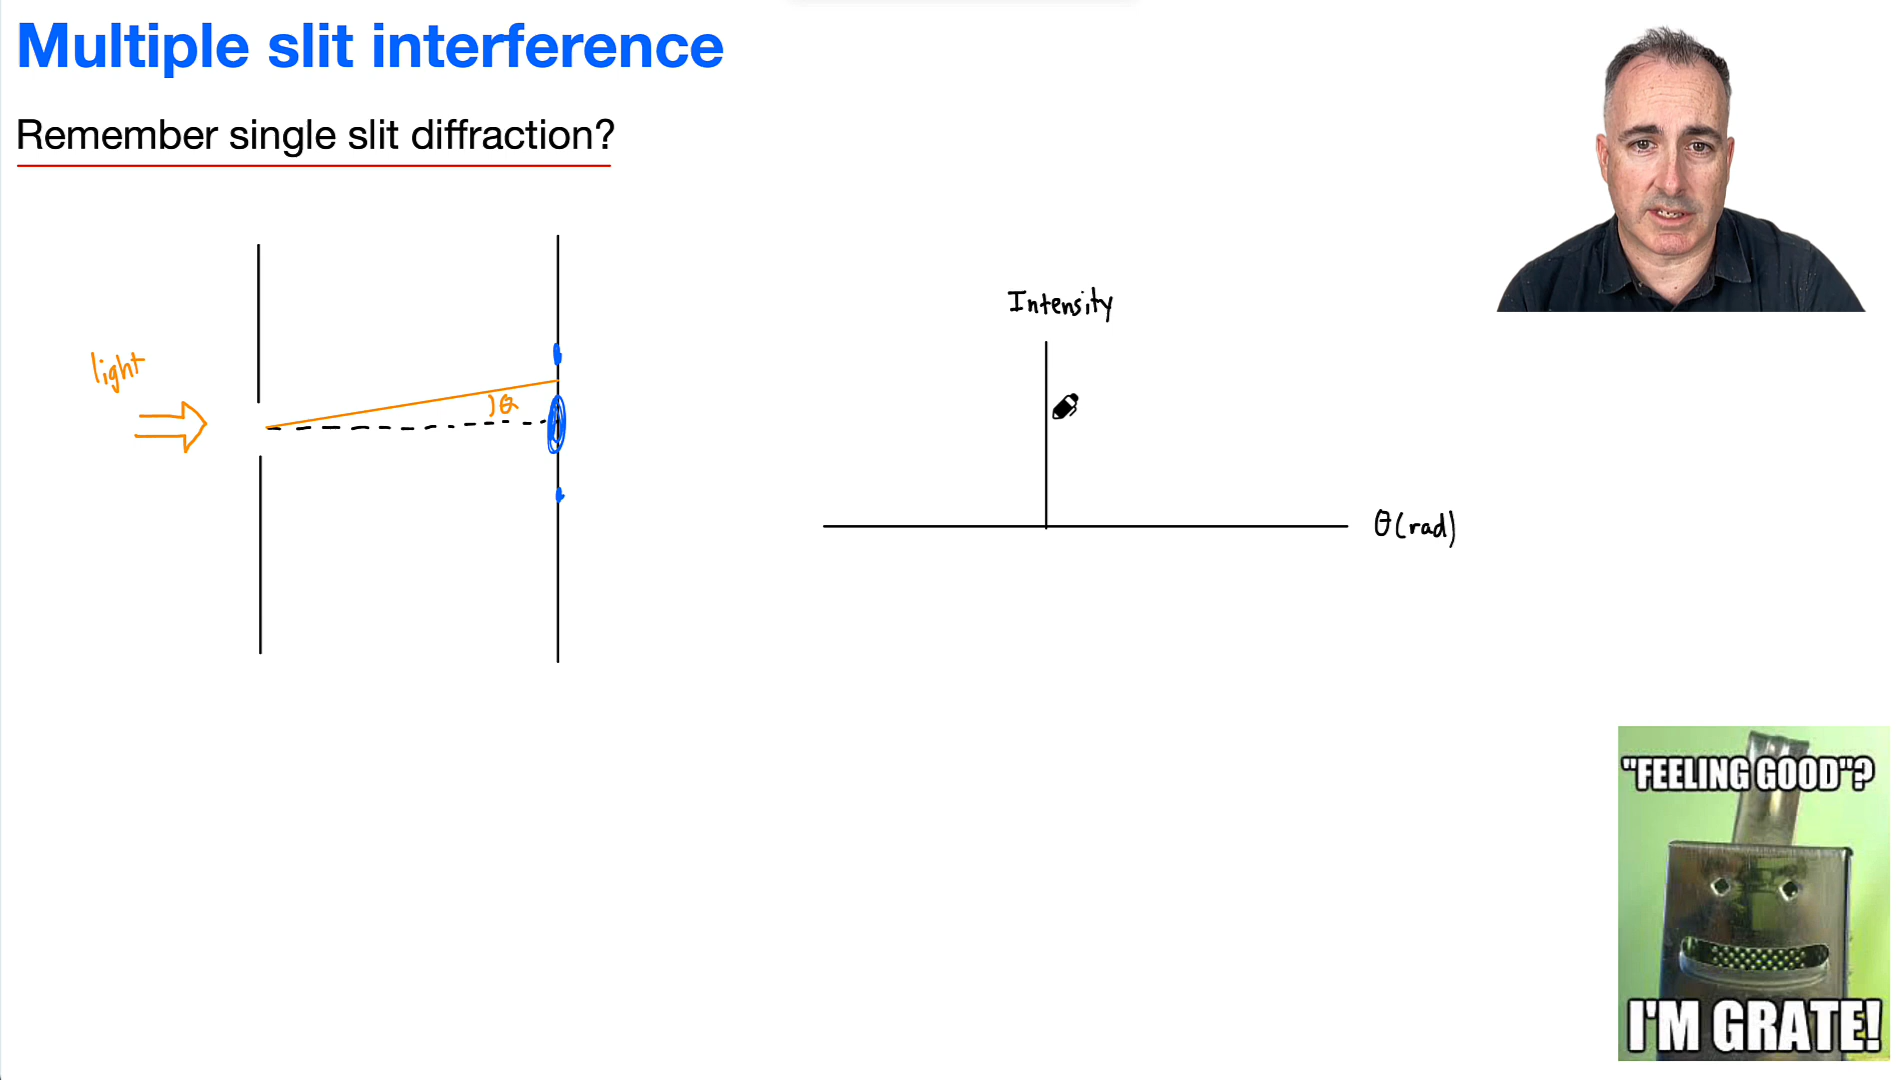 Multiple slit interference
Remember single slit diffraction?
Intensity
light
θ
θ (rad)
"FEELING GOOD"?
I'M GRATE!